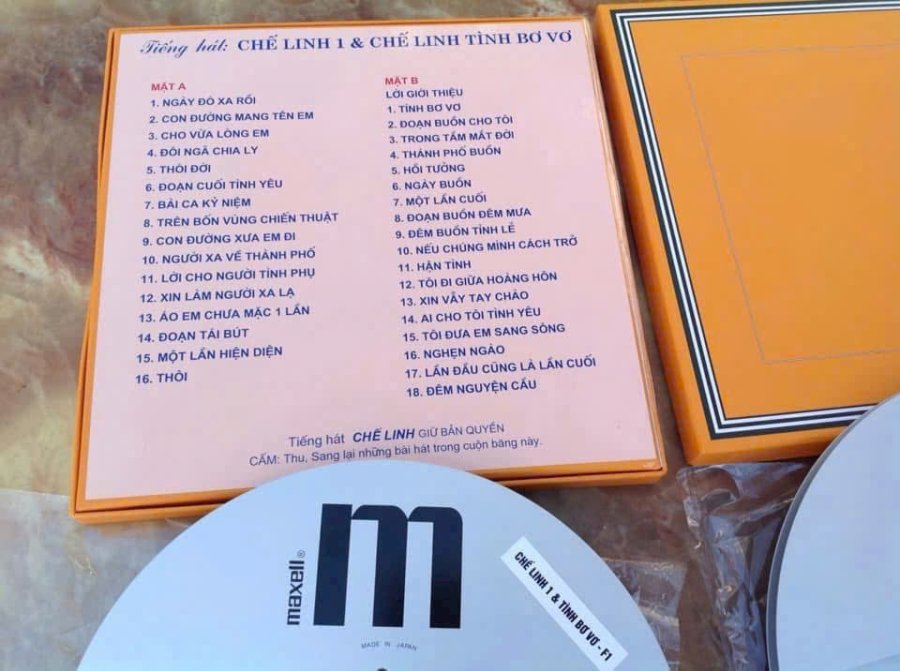 Tiếng hát: CHẾ LINH 1 & CHẾ LINH TÌNH BƠ VƠ
MẶT A
1. NGÀY ĐÓ XA RỒI
2. CON ĐƯỜNG MANG TÊN EM
3. CHO VỪA LÒNG EM
4. ĐÔI NGÃ CHIA LY
5. THÓI ĐỜI
6. ĐOẠN CUỐI TÌNH YÊU
7. BÀI CA KỶ NIỆM
8. TRÊN BỐN VÙNG CHIẾN THUẬT
9. CON ĐƯỜNG XƯA EM ĐI
10. NGƯỜI XA VỀ THÀNH PHỐ
11. LỜI CHO NGƯỜI TÌNH PHỤ
12. XIN LÀM NGƯỜI XA LẠ
13. ÁO EM CHƯA MẶC 1 LẦN
14. ĐOẠN TÁI BÚT
15. MỘT LẦN HIỆN DIỆN
16. THÔI
MẶT B
LỜI GIỚI THIỆU
1. TÌNH BƠ VƠ
2. ĐOẠN BUỒN CHO TÔI
3. TRONG TẦM MẮT ĐỜI
4. THÀNH PHỐ BUỒN
5. HỒI TƯỞNG
6. NGÀY BUỒN
7. MỘT LẦN CUỐI
8. ĐOẠN BUỒN ĐÊM MƯA
9. ĐÊM BUỒN TỈNH LẺ
10. NẾU CHÚNG MÌNH CÁCH TRỞ
11. HẬN TÌNH
12. TÔI ĐI GIỮA HOÀNG HÔN
13. XIN VẪY TAY CHÀO
14. AI CHO TÔI TÌNH YÊU
15. TÔI ĐƯA EM SANG SÔNG
16. NGHẸN NGÀO
17. LẦN ĐẦU CŨNG LÀ LẦN CUỐI
18. ĐÊM NGUYỆN CẦU
Tiếng hát CHẾ LINH GIỮ BẢN QUYỀN
CẤM: Thu, Sang lại những bài hát trong cuộn băng này.
maxell®
m
MADE IN JAPAN
CHẾ LINH 1 & TÌNH BƠ VƠ - F1